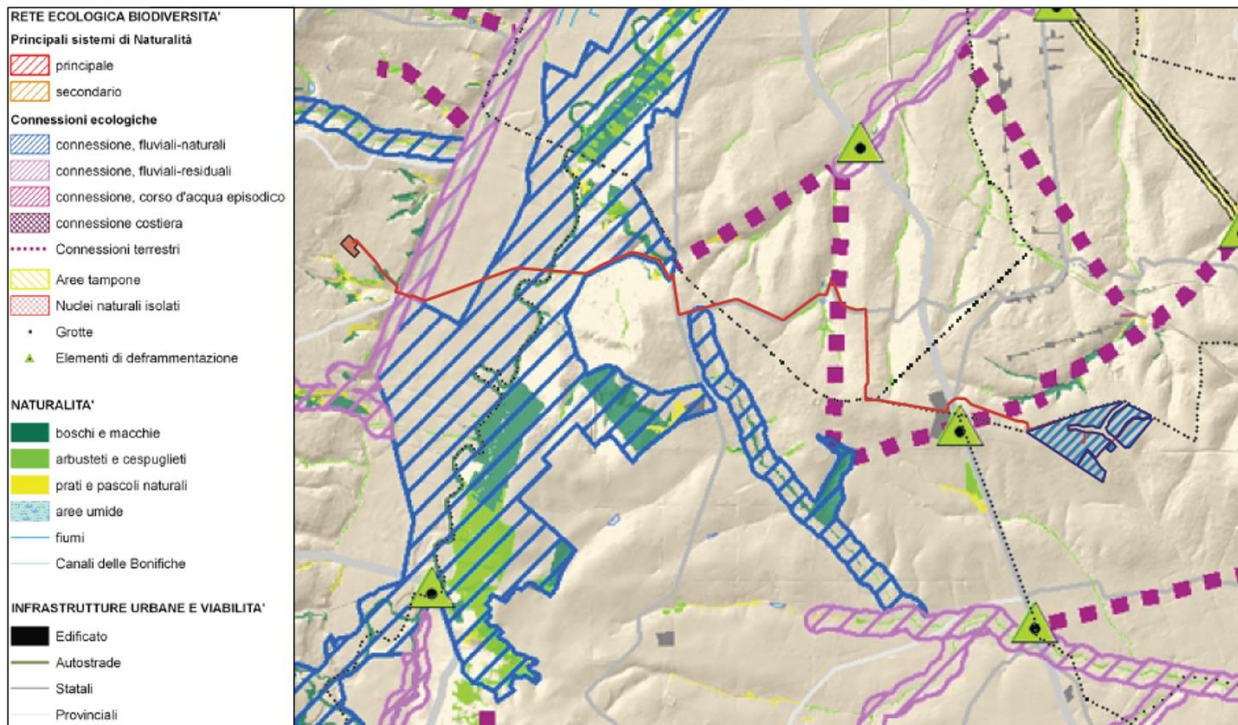 RETE ECOLOGICA BIODIVERSITA'
Principali sistemi di Naturalità
principale
secondario
Connessioni ecologiche
connessione, fluviali-naturali
connessione, fluviali-residuali
connessione, corso d'acqua episodico
connessione costiera
Connessioni terrestri
Aree tampone
Nuclei naturali isolati
Grotte
Elementi di deframmentazione
NATURALITA'
boschi e macchie
arbusteti e cespuglieti
prati e pascoli naturali
aree umide
fiumi
Canali delle Bonifiche
INFRASTRUTTURE URBANE E VIABILITA'
Edificato
Autostrade
Statali
Provinciali